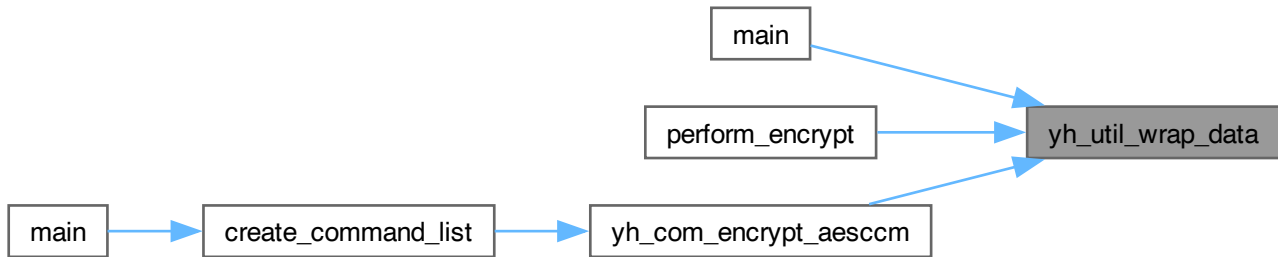 main
perform_encrypt
yh_util_wrap_data
main
create_command_list
yh_com_encrypt_aesccm